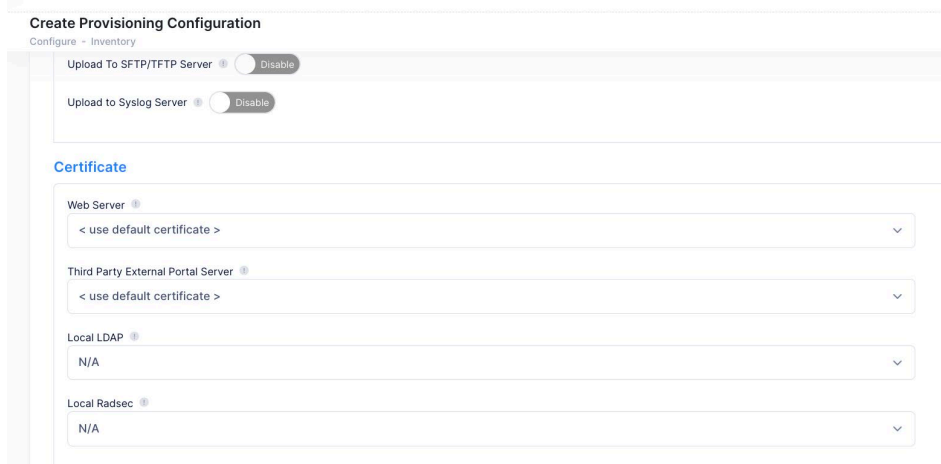 Create Provisioning Configuration
Configure - Inventory
Upload To SFTP/TFTP Server Disable
Upload to Syslog Server Disable
Certificate
Web Server
< use default certificate >
Third Party External Portal Server
< use default certificate >
Local LDAP
N/A
Local Radsec
N/A